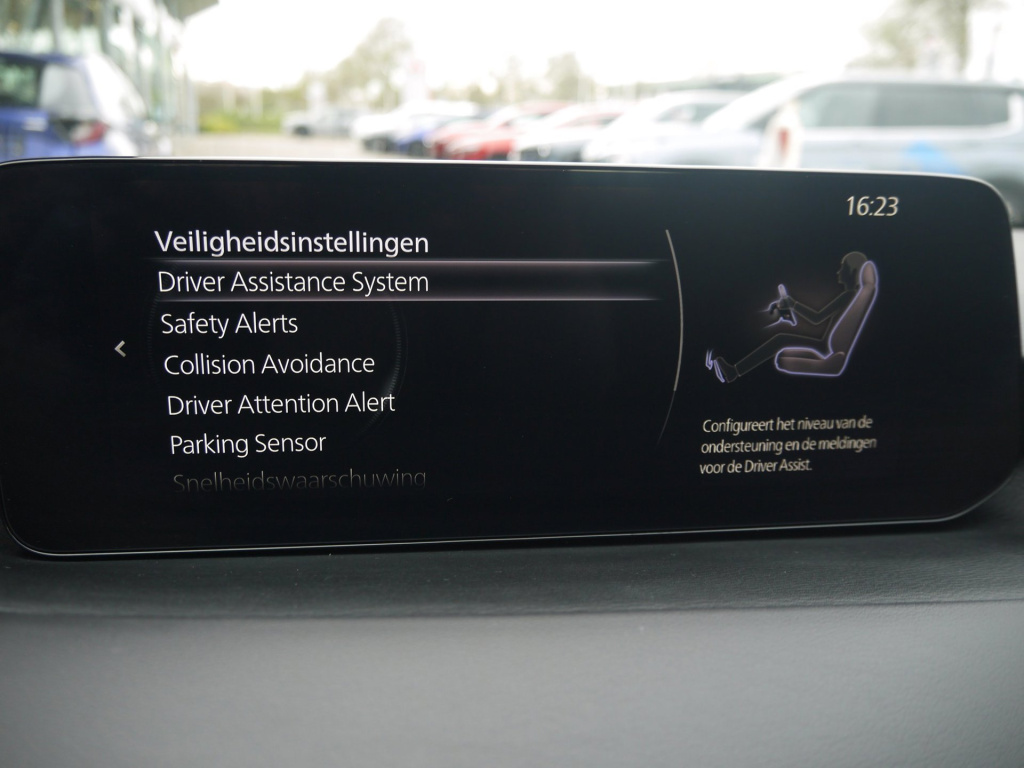 16:23
Veiligheidsinstellingen
Driver Assistance System
Safety Alerts
Collision Avoidance
Driver Attention Alert
Parking Sensor
Snelheidswaarschuwing
Configureert het niveau van de
ondersteuning en de meldingen
voor de Driver Assist.